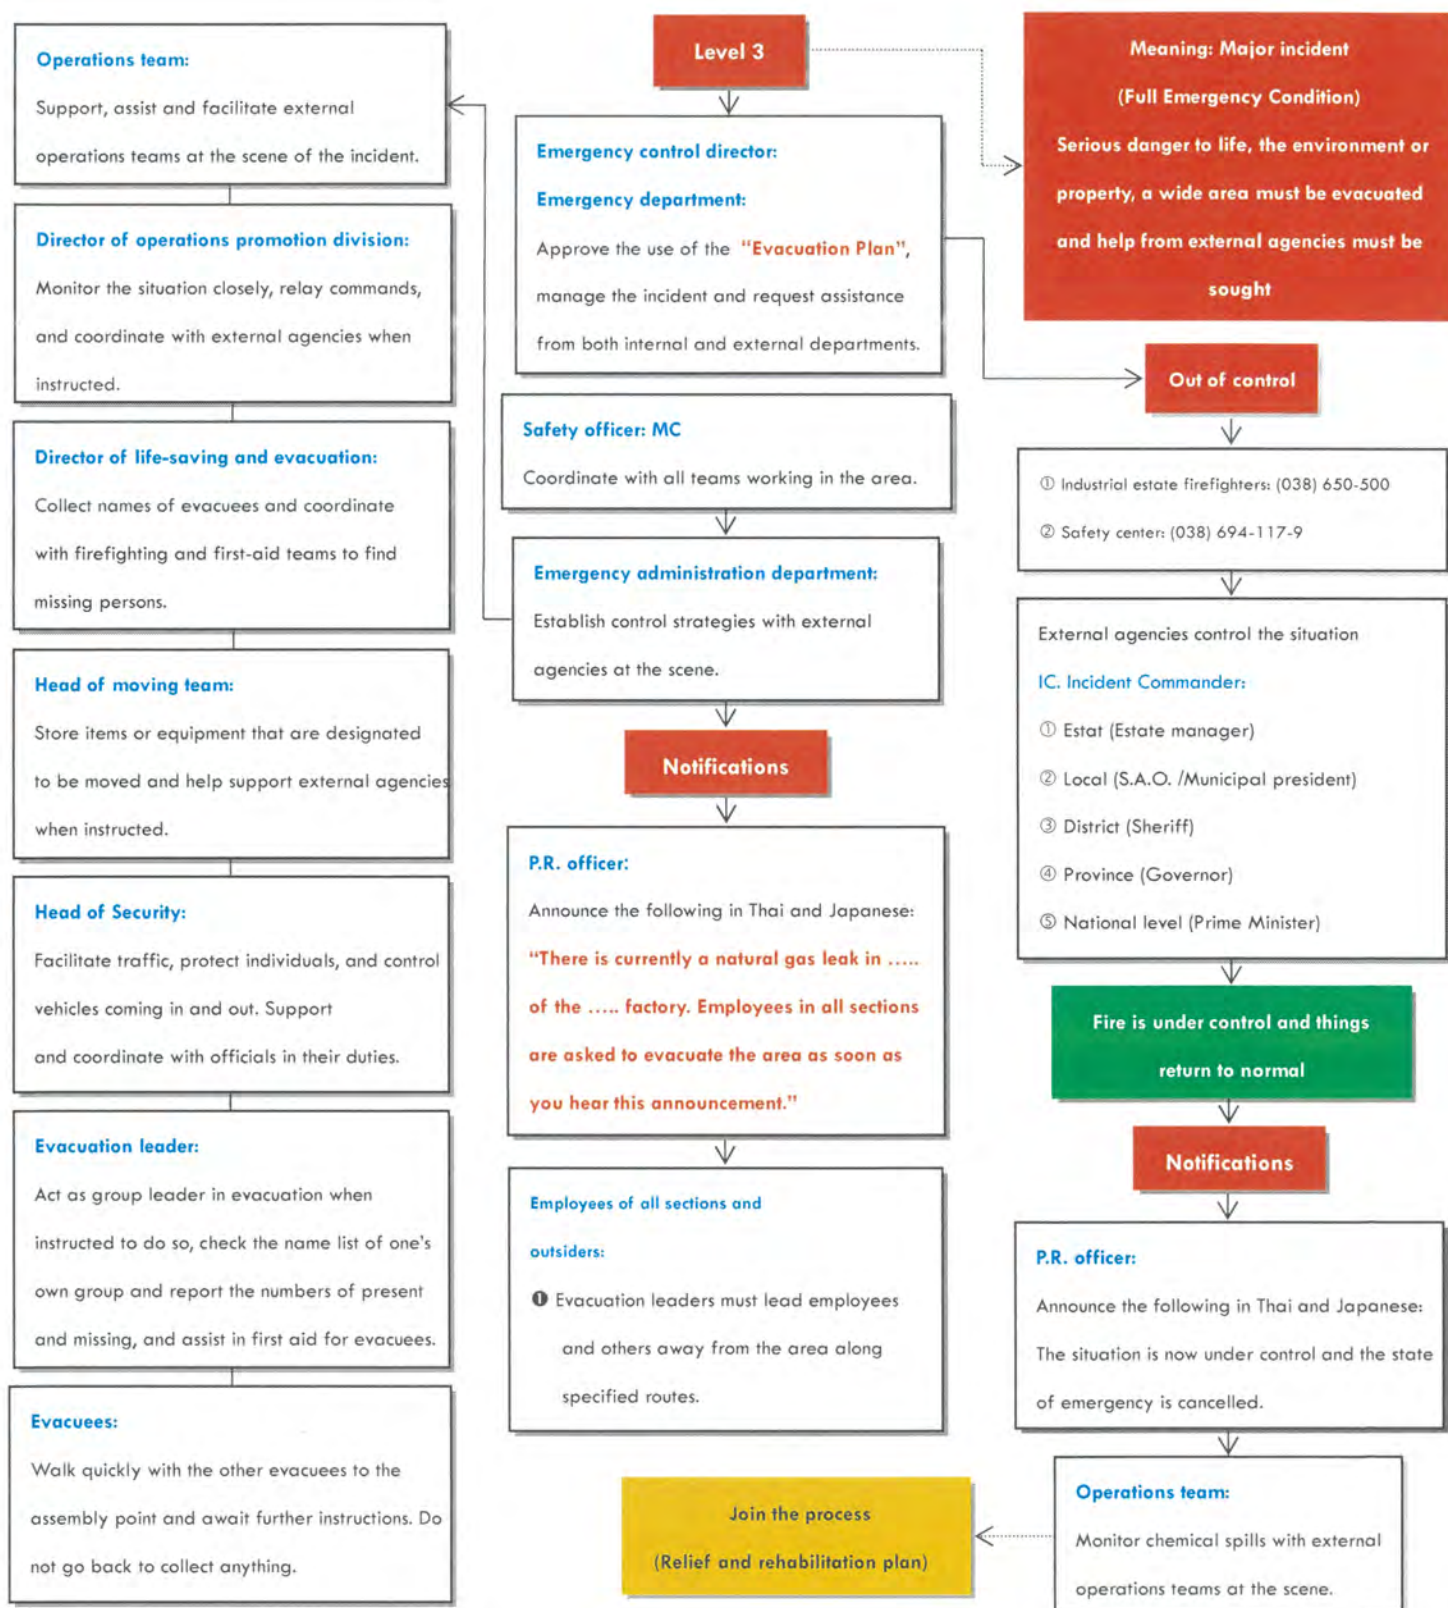 Operations team:
Support, assist and facilitate external
operations teams at the scene of the incident.
Director of operations promotion division:
Monitor the situation closely, relay commands,
and coordinate with external agencies when
instructed.
Director of life-saving and evacuation:
Collect names of evacuees and coordinate
with firefighting and first-aid teams to find
missing persons.
Head of moving team:
Store items or equipment that are designated
to be moved and help support external agencies
when instructed.
Head of Security:
Facilitate traffic, protect individuals, and control
vehicles coming in and out. Support
and coordinate with officials in their duties.
Evacuation leader:
Act as group leader in evacuation when
instructed to do so, check the name list of one's
own group and report the numbers of present
and missing, and assist in first aid for evacuees.
Evacuees:
Walk quickly with the other evacuees to the
assembly point and await further instructions. Do
not go back to collect anything.
Level 3
Emergency control director:
Emergency department:
Approve the use of the “Evacuation Plan”,
manage the incident and request assistance
from both internal and external departments.
Safety officer: MC
Coordinate with all teams working in the area.
Emergency administration department:
Establish control strategies with external
agencies at the scene.
Notifications
P.R. officer:
Announce the following in Thai and Japanese:
“There is currently a natural gas leak in .....
of the ..... factory. Employees in all sections
are asked to evacuate the area as soon as
you hear this announcement.”
Employees of all sections and
outsiders:
❶ Evacuation leaders must lead employees
and others away from the area along
specified routes.
Join the process
(Relief and rehabilitation plan)
Meaning: Major incident
(Full Emergency Condition)
Serious danger to life, the environment or
property, a wide area must be evacuated
and help from external agencies must be
sought
Out of control
① Industrial estate firefighters: (038) 650-500
② Safety center: (038) 694-117-9
External agencies control the situation
IC. Incident Commander:
① Estat (Estate manager)
② Local (S.A.O. /Municipal president)
③ District (Sheriff)
④ Province (Governor)
⑤ National level (Prime Minister)
Fire is under control and things
return to normal
Notifications
P.R. officer:
Announce the following in Thai and Japanese:
The situation is now under control and the state
of emergency is cancelled.
Operations team:
Monitor chemical spills with external
operations teams at the scene.